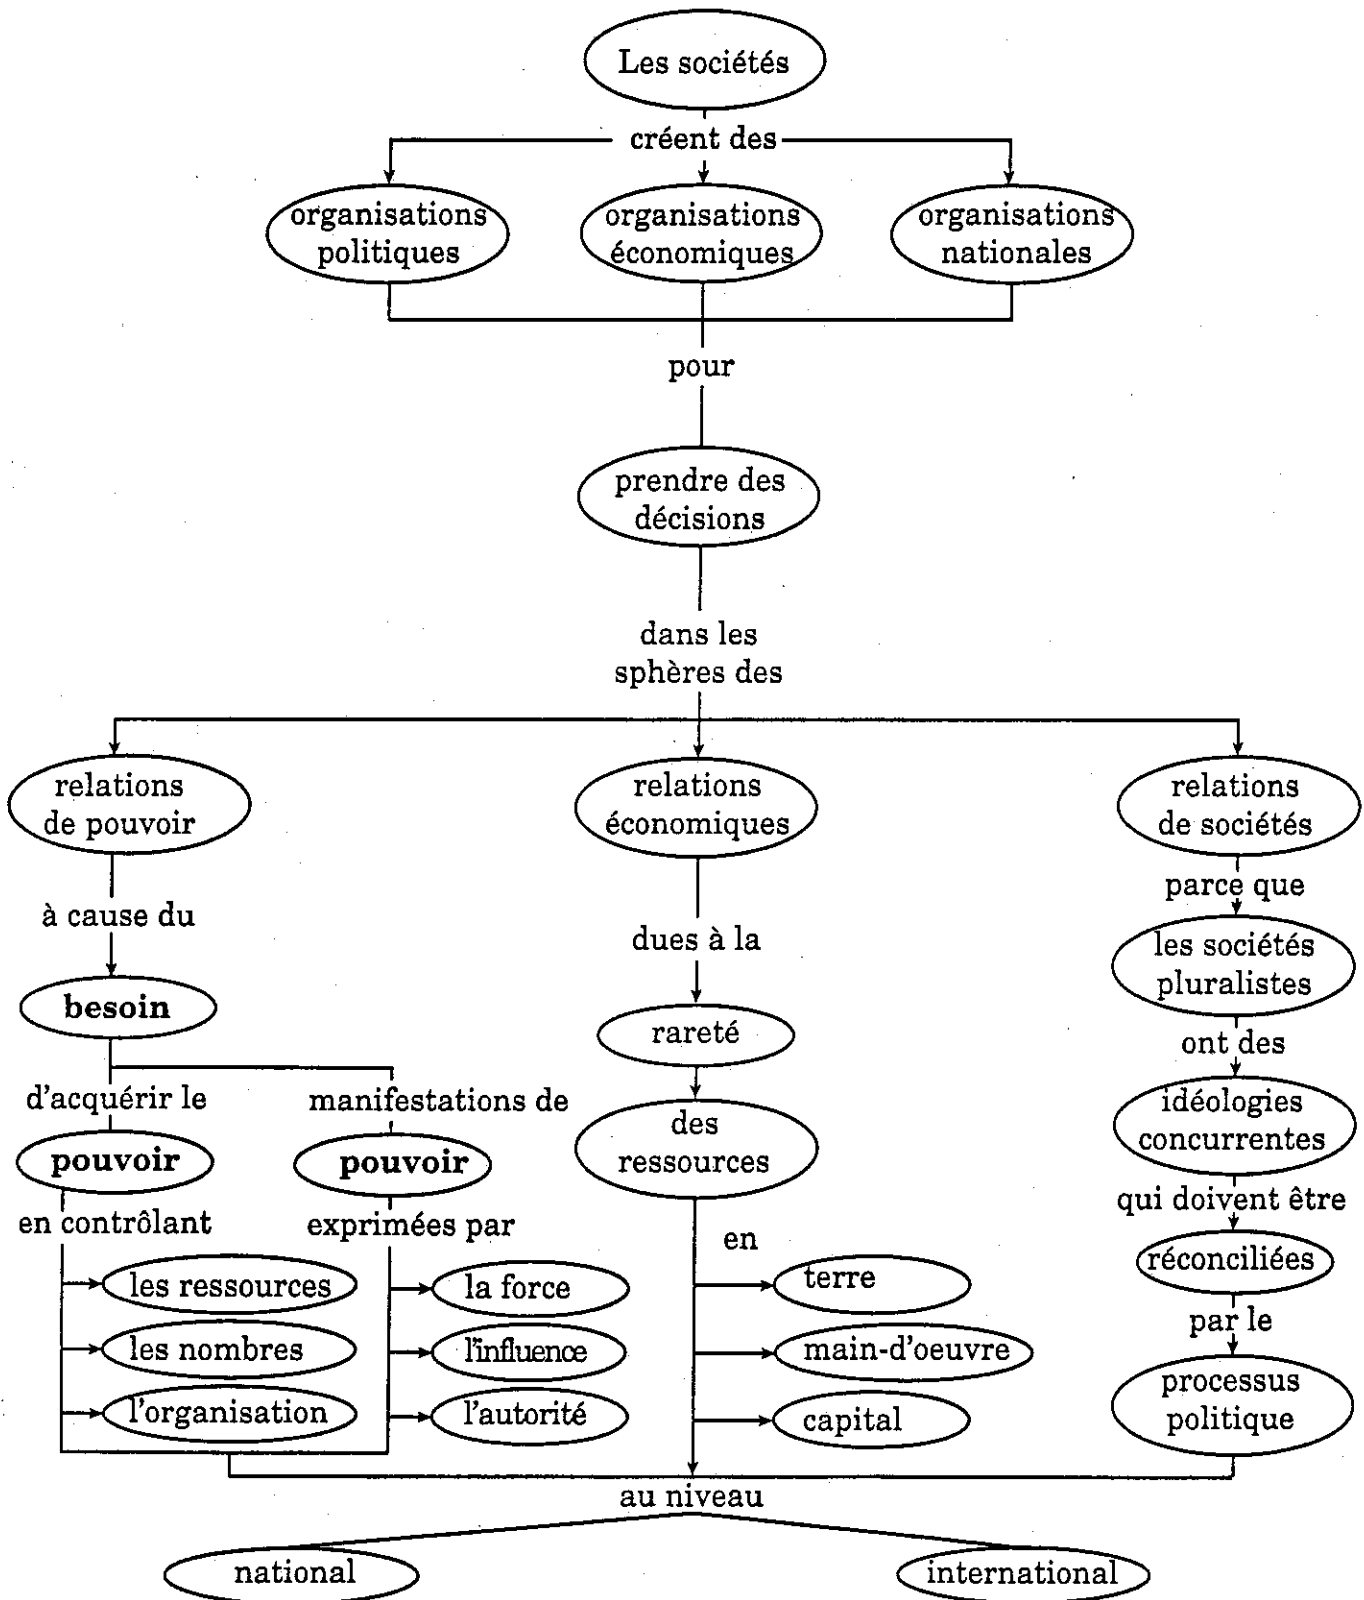 Les sociétés
créent des
organisations
politiques
organisations
économiques
organisations
nationales
pour
prendre des
décisions
dans les
sphères des
relations
de pouvoir
relations
économiques
relations
de sociétés
à cause du
besoin
d'acquérir le
pouvoir
en contrôlant
les ressources
les nombres
l'organisation
manifestations de
pouvoir
exprimées par
la force
l'influence
l'autorité
dues à la
rareté
des
ressources
en
terre
main-d'oeuvre
capital
parce que
les sociétés
pluralistes
ont des
idéologies
concurrentes
qui doivent être
réconciliées
par le
processus
politique
au niveau
national
international